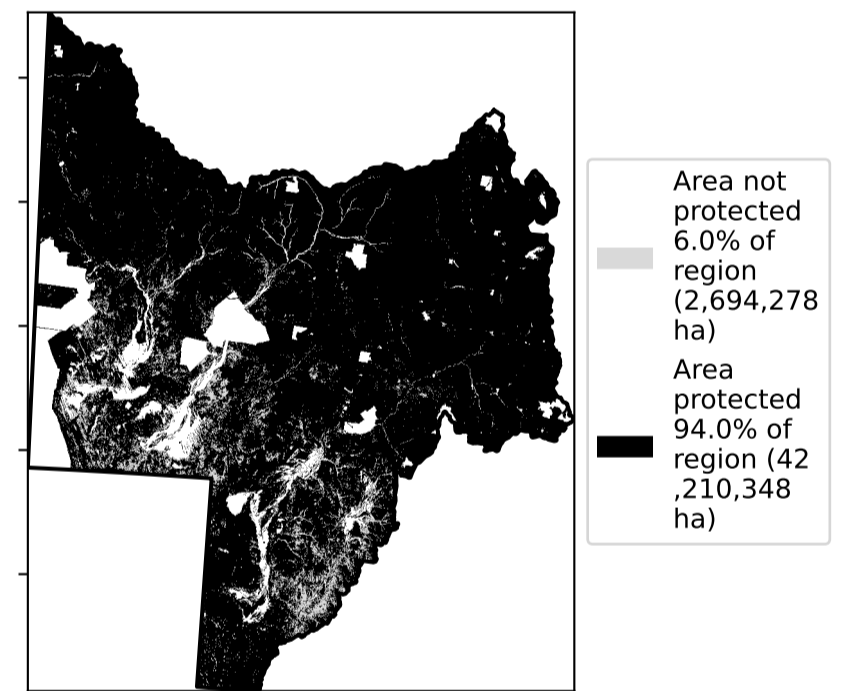 Area not
protected
6.0% of
region
(2,694,278
ha)
Area
protected
94.0% of
region (42
,210,348
ha)